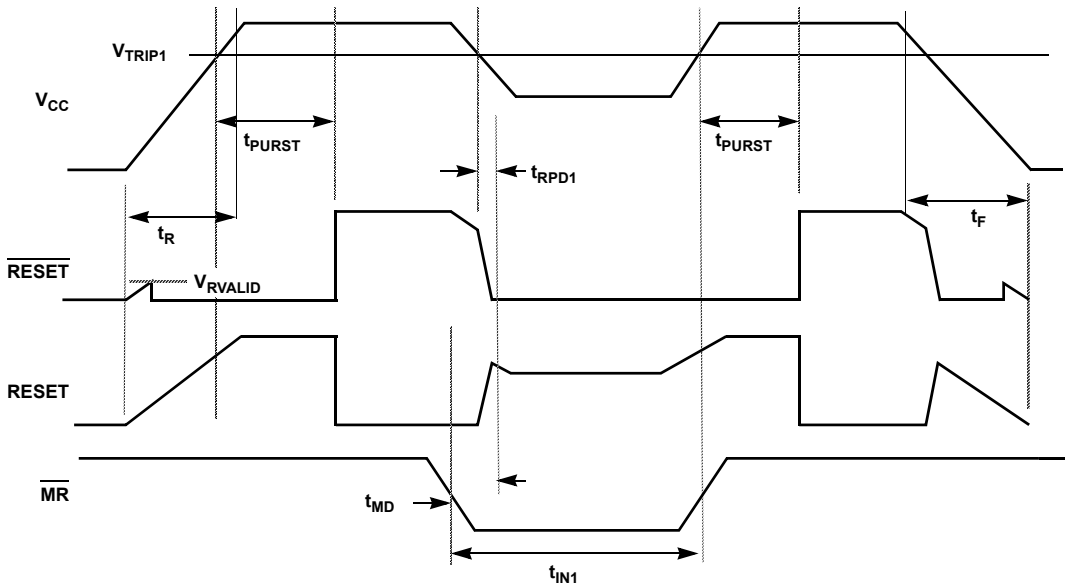 VTRIP1
VCC
tPURST
tPURST
tRPD1
tR
tF
RESET
VRVALID
RESET
MR
tMD
tIN1